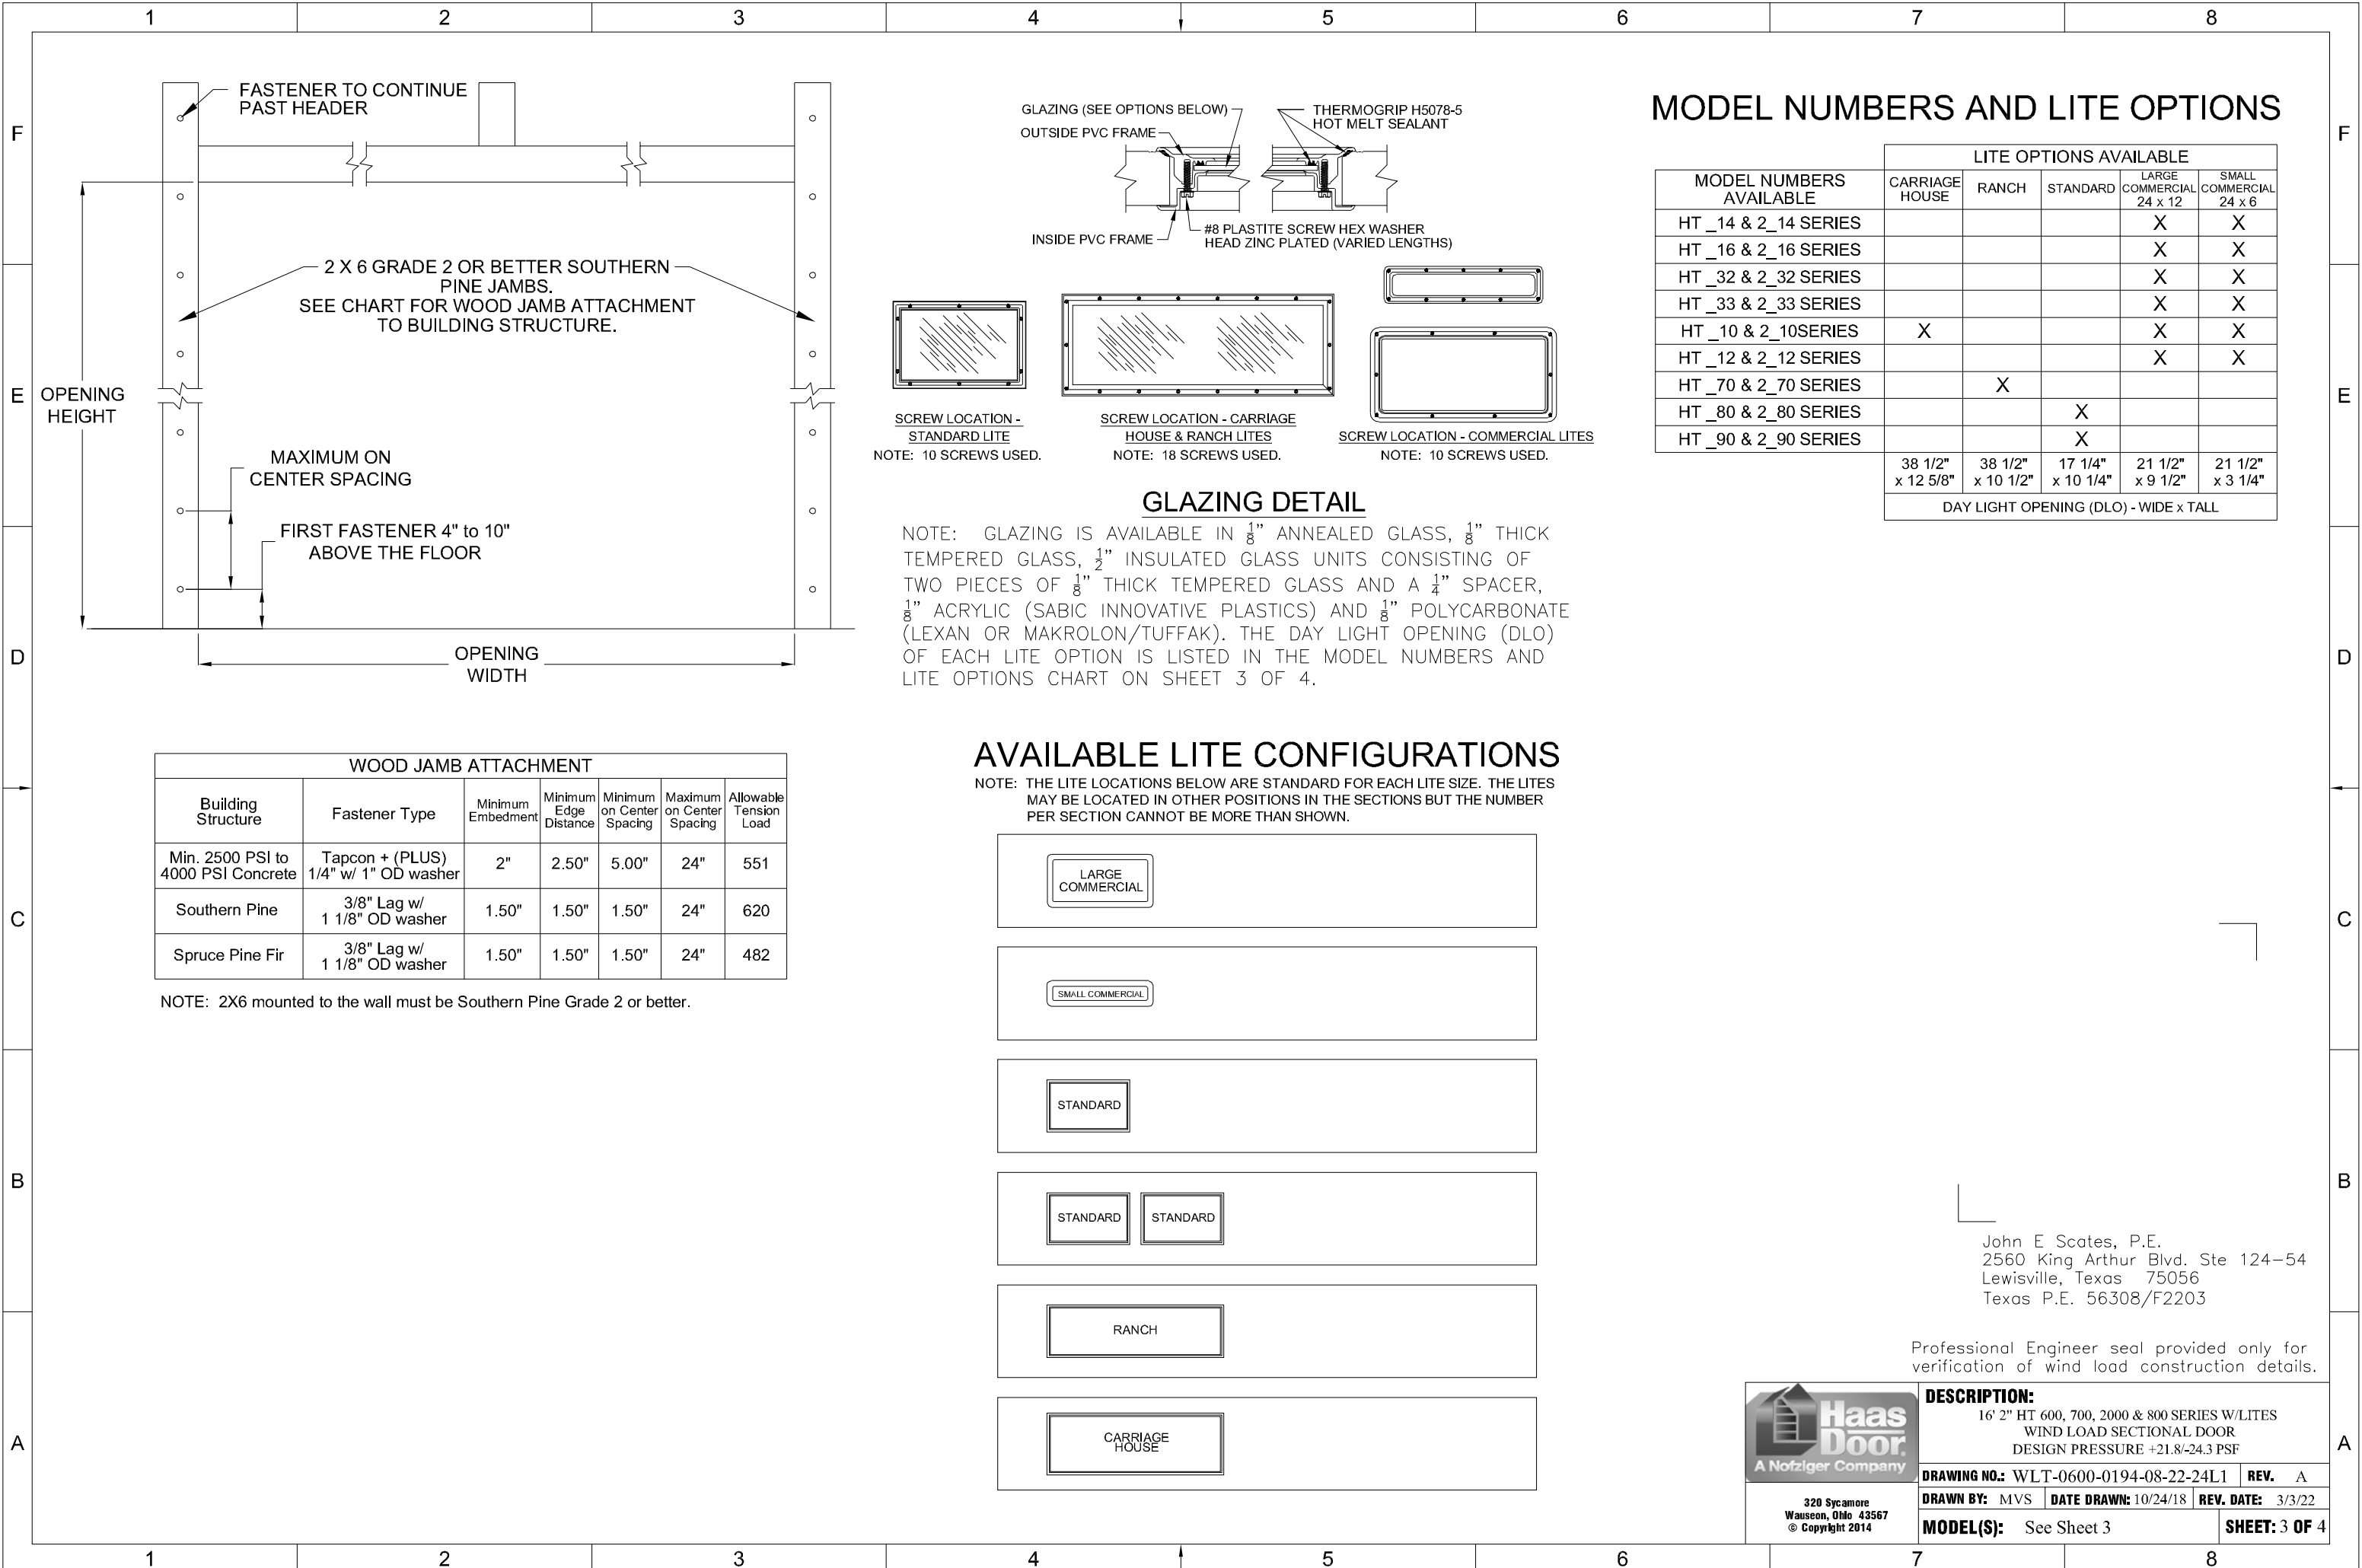 1 2 3 4 5 6 7 8
F
E
D
C
B
A
FASTENER TO CONTINUE
PAST HEADER
2 X 6 GRADE 2 OR BETTER SOUTHERN
PINE JAMBS.
SEE CHART FOR WOOD JAMB ATTACHMENT
TO BUILDING STRUCTURE.
OPENING
HEIGHT
MAXIMUM ON
CENTER SPACING
FIRST FASTENER 4" to 10"
ABOVE THE FLOOR
OPENING
WIDTH
GLAZING (SEE OPTIONS BELOW)
OUTSIDE PVC FRAME
THERMOGRIP H5078-5
HOT MELT SEALANT
INSIDE PVC FRAME
#8 PLASTITE SCREW HEX WASHER
HEAD ZINC PLATED (VARIED LENGTHS)
SCREW LOCATION -
STANDARD LITE
NOTE: 10 SCREWS USED.
SCREW LOCATION - CARRIAGE
HOUSE & RANCH LITES
NOTE: 18 SCREWS USED.
SCREW LOCATION - COMMERCIAL LITES
NOTE: 10 SCREWS USED.
GLAZING DETAIL
NOTE: GLAZING IS AVAILABLE IN 1/8" ANNEALED GLASS, 1/8" THICK
TEMPERED GLASS, 1/2" INSULATED GLASS UNITS CONSISTING OF
TWO PIECES OF 1/8" THICK TEMPERED GLASS AND A 1/4" SPACER,
1/8" ACRYLIC (SABIC INNOVATIVE PLASTICS) AND 1/8" POLYCARBONATE
(LEXAN OR MAKROLON/TUFFAK). THE DAY LIGHT OPENING (DLO)
OF EACH LITE OPTION IS LISTED IN THE MODEL NUMBERS AND
LITE OPTIONS CHART ON SHEET 3 OF 4.
MODEL NUMBERS AND LITE OPTIONS
LITE OPTIONS AVAILABLE
MODEL NUMBERS
AVAILABLE
CARRIAGE
HOUSE
RANCH
STANDARD
LARGE
COMMERCIAL
24 x 12
SMALL
COMMERCIAL
24 x 6
HT _14 & 2_14 SERIES X X
HT _16 & 2_16 SERIES X X
HT _32 & 2_32 SERIES X X
HT _33 & 2_33 SERIES X X
HT _10 & 2_10SERIES X X X
HT _12 & 2_12 SERIES X X
HT _70 & 2_70 SERIES X
HT _80 & 2_80 SERIES X
HT _90 & 2_90 SERIES X
38 1/2" 38 1/2" 17 1/4" 21 1/2" 21 1/2"
x 12 5/8" x 10 1/2" x 10 1/4" x 9 1/2" x 3 1/4"
DAY LIGHT OPENING (DLO) - WIDE x TALL
WOOD JAMB ATTACHMENT
Building
Structure
Fastener Type
Minimum
Embedment
Minimum
Edge
Distance
Minimum
on Center
Spacing
Maximum
on Center
Spacing
Allowable
Tension
Load
Min. 2500 PSI to
4000 PSI Concrete
Tapcon + (PLUS)
1/4" w/ 1" OD washer
2" 2.50" 5.00" 24" 551
Southern Pine
3/8" Lag w/
1 1/8" OD washer
1.50" 1.50" 1.50" 24" 620
Spruce Pine Fir
3/8" Lag w/
1 1/8" OD washer
1.50" 1.50" 1.50" 24" 482
NOTE: 2X6 mounted to the wall must be Southern Pine Grade 2 or better.
AVAILABLE LITE CONFIGURATIONS
NOTE: THE LITE LOCATIONS BELOW ARE STANDARD FOR EACH LITE SIZE. THE LITES
MAY BE LOCATED IN OTHER POSITIONS IN THE SECTIONS BUT THE NUMBER
PER SECTION CANNOT BE MORE THAN SHOWN.
LARGE
COMMERCIAL
SMALL COMMERCIAL
STANDARD
STANDARD STANDARD
RANCH
CARRIAGE
HOUSE
John E Scates, P.E.
2560 King Arthur Blvd. Ste 124-54
Lewisville, Texas 75056
Texas P.E. 56308/F2203
Professional Engineer seal provided only for
verification of wind load construction details.
Haas
Door
A Nofziger Company
320 Sycamore
Wauseon, Ohio 43567
© Copyright 2014
DESCRIPTION:
16' 2" HT 600, 700, 2000 & 800 SERIES W/LITES
WIND LOAD SECTIONAL DOOR
DESIGN PRESSURE +21.8/-24.3 PSF
DRAWING NO.: WLT-0600-0194-08-22-24L1 REV. A
DRAWN BY: MVS DATE DRAWN: 10/24/18 REV. DATE: 3/3/22
MODEL(S): See Sheet 3 SHEET: 3 OF 4
F
E
D
C
B
A
1 2 3 4 5 6 7 8